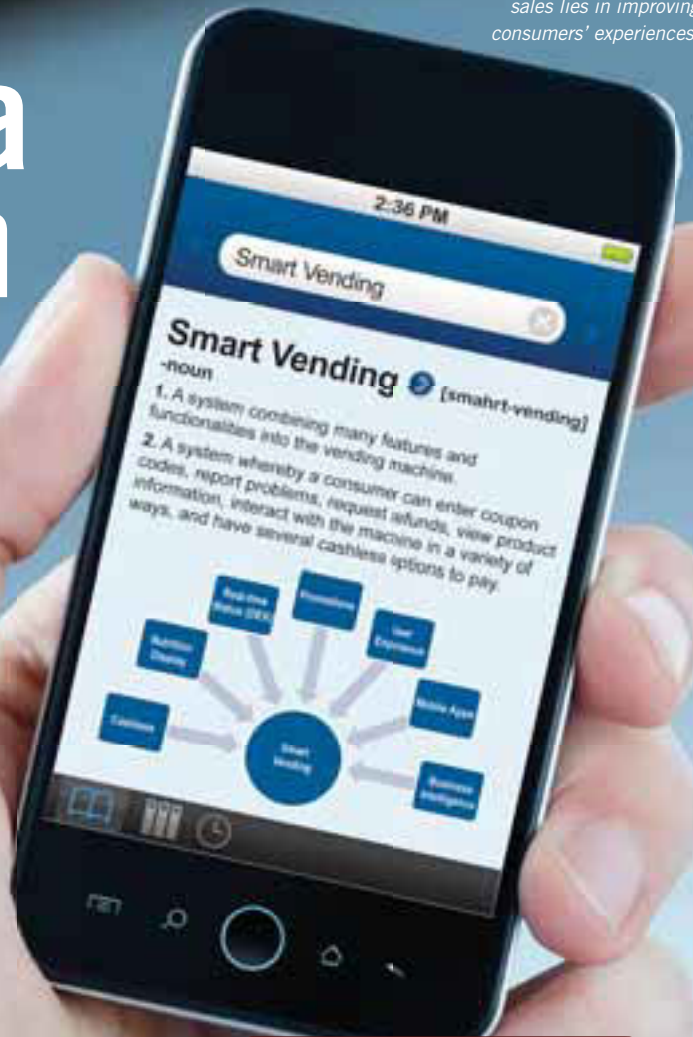 sales lies in improving
consumers' experiences
a
n
2:36 PM
Smart Vending
Smart Vending [smahrt-vending]
-noun
1. A system combining many features and
functionalities into the vending machine.
2. A system whereby a consumer can enter coupon
codes, report problems, request refunds, view product
information, interact with the machine in a variety of
ways, and have several cashless options to pay.
Cashless
Nutrition
Display
Real-time
Status (DEX)
Promotions
User
Experience
Mobile Apps
Business
Intelligence
Smart
Vending